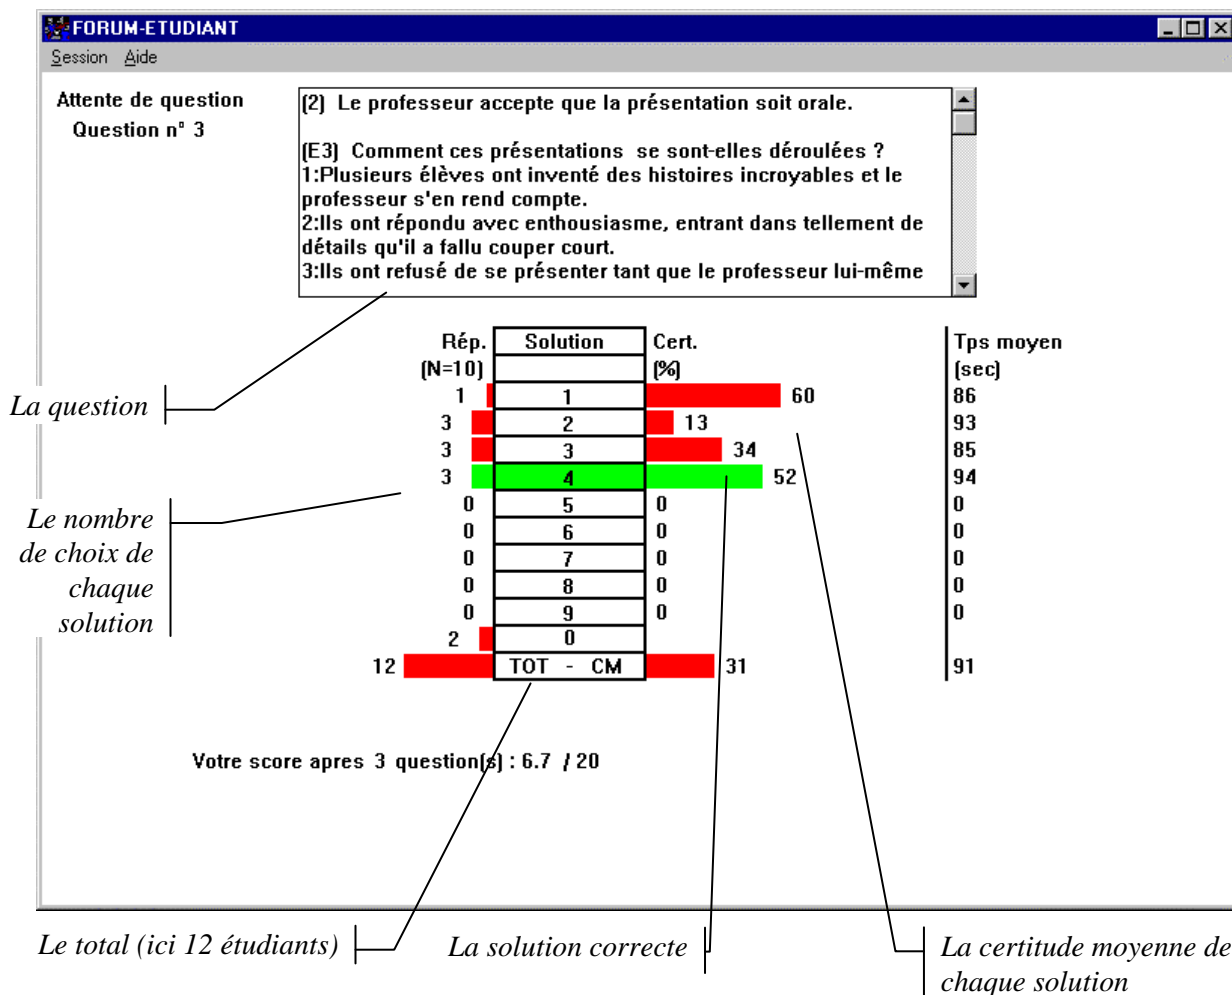 FORUM-ETUDIANT
Session Aide
Attente de question
Question n° 3
(2) Le professeur accepte que la présentation soit orale.
(E3) Comment ces présentations se sont-elles déroulées ?
1:Plusieurs élèves ont inventé des histoires incroyables et le
professeur s'en rend compte.
2:Ils ont répondu avec enthousiasme, entrant dans tellement de
détails qu'il a fallu couper court.
3:Ils ont refusé de se présenter tant que le professeur lui-même
Rép. Solution Cert. Tps moyen
(N=10) (%) (sec)
1 1 60 86
3 2 13 93
3 3 34 85
3 4 52 94
0 5 0 0
0 6 0 0
0 7 0 0
0 8 0 0
0 9 0 0
2 0
12 TOT - CM 31 91
Votre score apres 3 question(s) : 6.7 / 20
La question
Le nombre
de choix de
chaque
solution
Le total (ici 12 étudiants)
La solution correcte
La certitude moyenne de
chaque solution